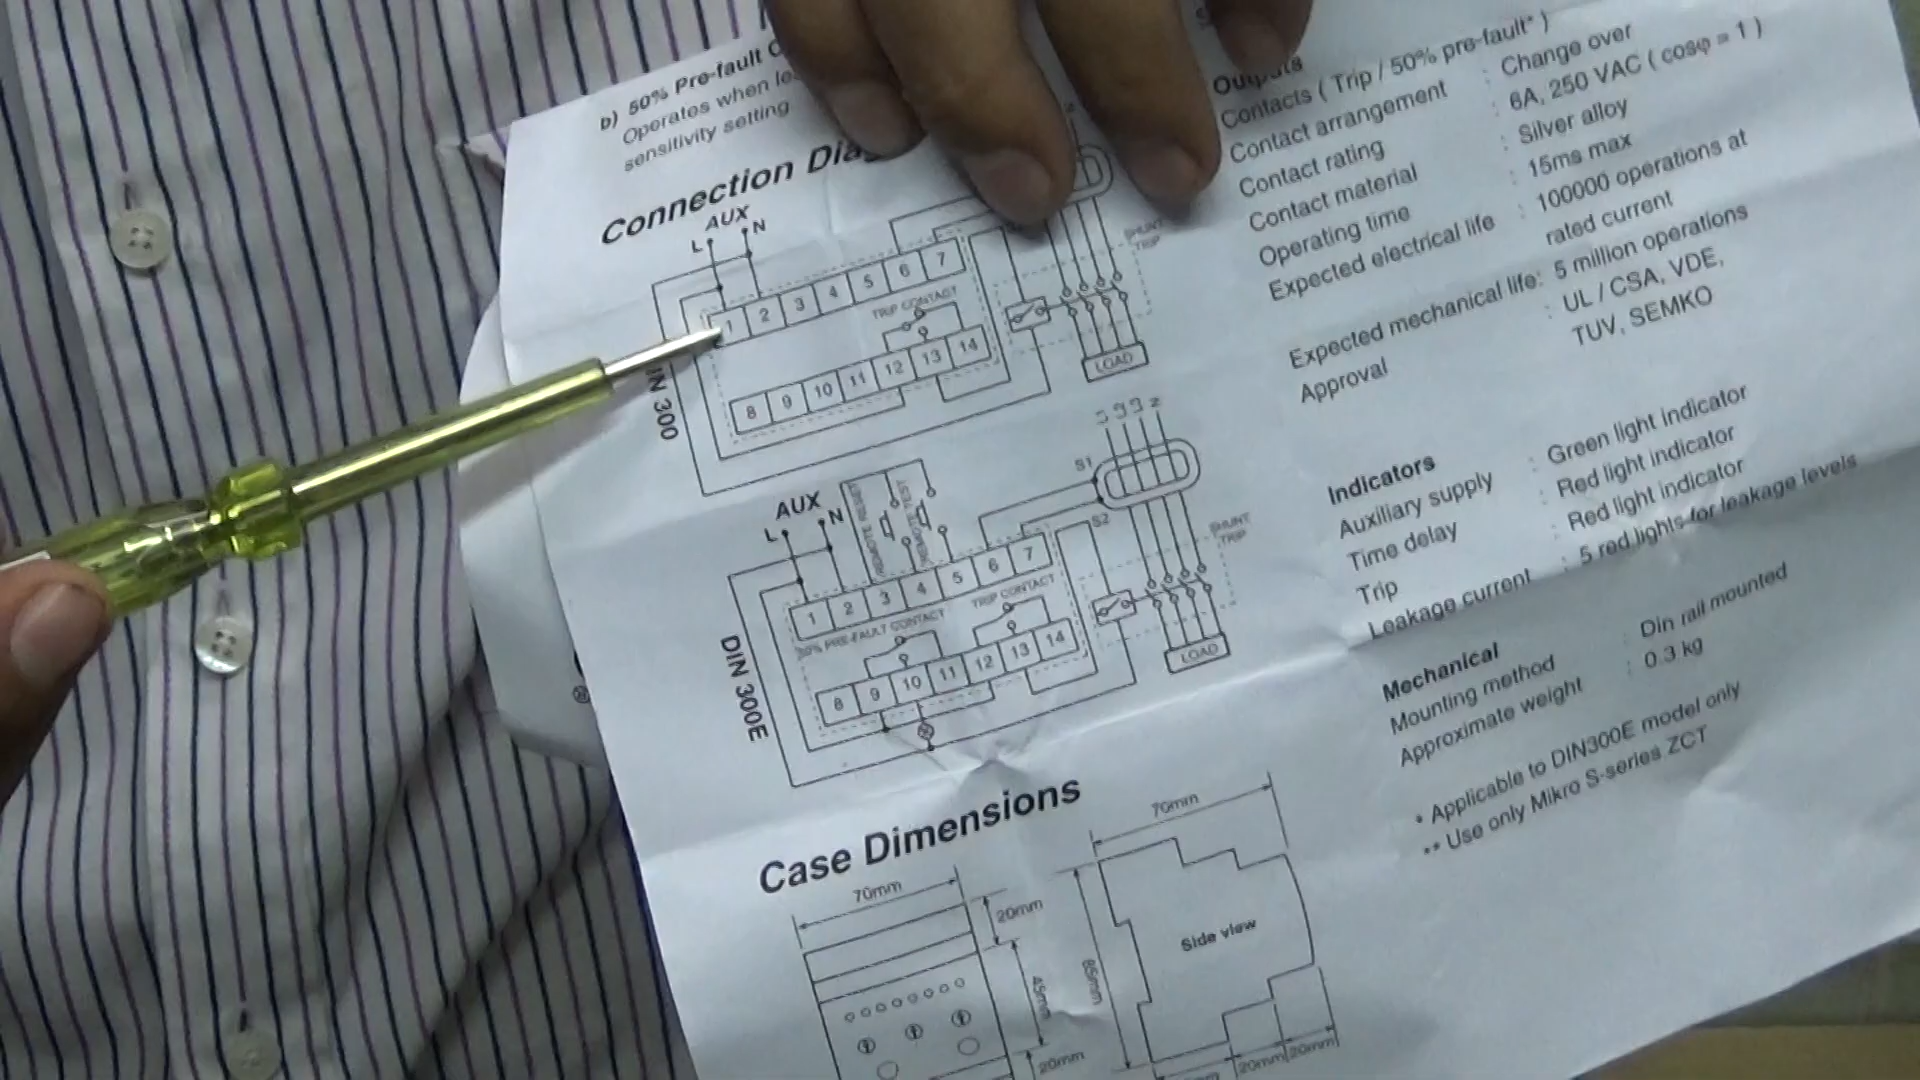 b) 50% Pre-fault
Operates when
sensitivity setting
Connection
AUX
L N
1 2 3 4 5 6 7
TRIP CONTACT
8 9 10 11 12 13 14
SHUNT TRIP
LOAD
300
AUX
L N
REMOTE RESET
REMOTE TEST
S1
S2
1 2 3 4 5 6 7
50% PRE-FAULT CONTACT
TRIP CONTACT
8 9 10 11 12 13 14
SHUNT TRIP
LOAD
DIN 300E
Case Dimensions
70mm
20mm
45mm
20mm
70mm
85mm
Side view
20mm 20mm
Outputs
Contacts ( Trip / 50% pre-fault* )
Contact arrangement : Change over
Contact rating : 6A, 250 VAC ( cosφ = 1 )
Contact material : Silver alloy
Operating time : 15ms max
Expected electrical life : 100000 operations at
rated current
Expected mechanical life: 5 million operations
Approval : UL / CSA, VDE,
TUV, SEMKO
Indicators
Auxiliary supply : Green light indicator
Time delay : Red light indicator
Trip : Red light indicator
Leakage current : 5 red lights for leakage levels
Mechanical
Mounting method : Din rail mounted
Approximate weight : 0.3 kg
* Applicable to DIN300E model only
** Use only Mikro S-series ZCT